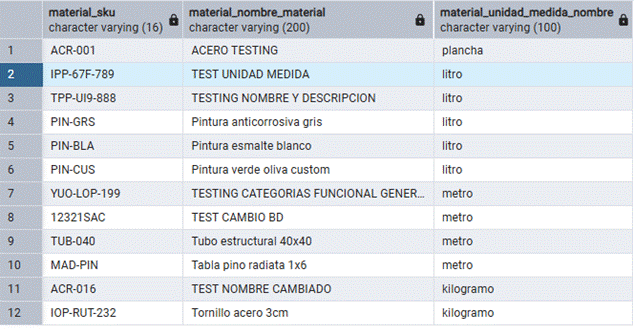 material_sku material_nombre_material material_unidad_medida_nombre
character varying (16) character varying (200) character varying (100)
1 ACR-001 ACERO TESTING plancha
2 IPP-67F-789 TEST UNIDAD MEDIDA litro
3 TPP-UI9-888 TESTING NOMBRE Y DESCRIPCION litro
4 PIN-GRS Pintura anticorrosiva gris litro
5 PIN-BLA Pintura esmalte blanco litro
6 PIN-CUS Pintura verde oliva custom litro
7 YUO-LOP-199 TESTING CATEGORIAS FUNCIONAL GENER... metro
8 12321SAC TEST CAMBIO BD metro
9 TUB-040 Tubo estructural 40x40 metro
10 MAD-PIN Tabla pino radiata 1x6 metro
11 ACR-016 TEST NOMBRE CAMBIADO kilogramo
12 IOP-RUT-232 Tornillo acero 3cm kilogramo